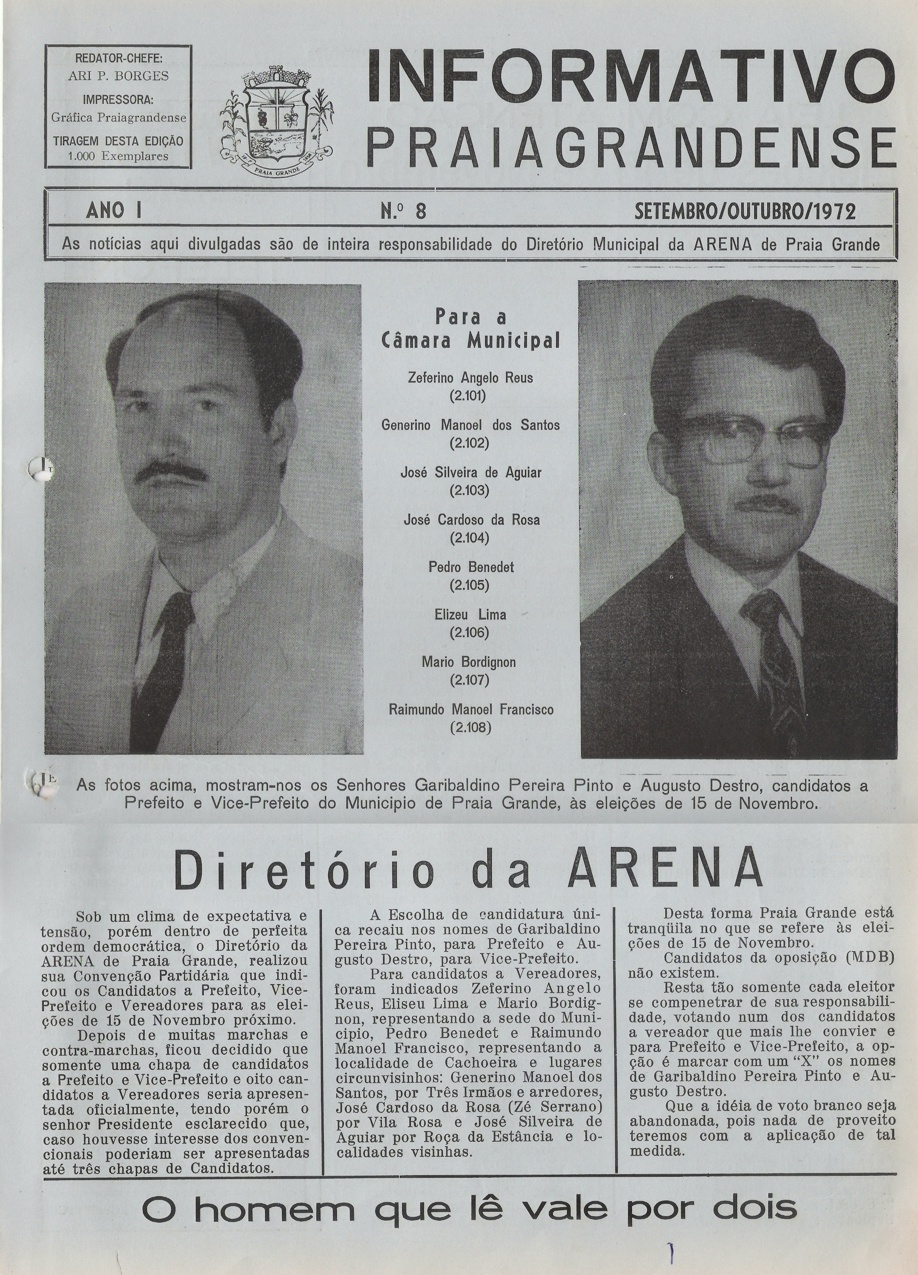 REDATOR-CHEFE:
ARI P. BORGES
IMPRESSORA:
Gráfica Praiagrandense
TIRAGEM DESTA EDIÇÃO
1.000 Exemplares
PRAIA GRANDE
INFORMATIVO
PRAIAGRANDENSE
ANO I N.º 8 SETEMBRO/OUTUBRO/1972
As notícias aqui divulgadas são de inteira responsabilidade do Diretório Municipal da ARENA de Praia Grande
Para a
Câmara Municipal
Zeferino Angelo Reus
(2.101)
Generino Manoel dos Santos
(2.102)
José Silveira de Aguiar
(2.103)
José Cardoso da Rosa
(2.104)
Pedro Benedet
(2.105)
Elizeu Lima
(2.106)
Mario Bordignon
(2.107)
Raimundo Manoel Francisco
(2.108)
As fotos acima, mostram-nos os Senhores Garibaldino Pereira Pinto e Augusto Destro, candidatos a
Prefeito e Vice-Prefeito do Municipio de Praia Grande, às eleições de 15 de Novembro.
Diretório da ARENA
Sob um clima de expectativa e
tensão, porém dentro de perfeita
ordem democrática, o Diretório da
ARENA de Praia Grande, realizou
sua Convenção Partidária que indi-
cou os Candidatos a Prefeito, Vice-
Prefeito e Vereadores para as elei-
ções de 15 de Novembro próximo.
Depois de muitas marchas e
contra-marchas, ficou decidido que
somente uma chapa de candidatos
a Prefeito e Vice-Prefeito e oito can-
didatos a Vereadores seria apresen-
tada oficialmente, tendo porém o
senhor Presidente esclarecido que,
caso houvesse interesse dos conven-
cionais poderiam ser apresentadas
até três chapas de Candidatos.
A Escolha de candidatura úni-
ca recaiu nos nomes de Garibaldino
Pereira Pinto, para Prefeito e Au-
gusto Destro, para Vice-Prefeito.
Para candidatos a Vereadores,
foram indicados Zeferino Angelo
Reus, Eliseu Lima e Mario Bordig-
non, representando a sede do Muni-
cipio, Pedro Benedet e Raimundo
Manoel Francisco, representando a
localidade de Cachoeira e lugares
circunvisinhos: Generino Manoel dos
Santos, por Três Irmãos e arredores,
José Cardoso da Rosa (Zé Serrano)
por Vila Rosa e José Silveira de
Aguiar por Roça da Estância e lo-
calidades visinhas.
Desta forma Praia Grande está
tranqüila no que se refere às elei-
ções de 15 de Novembro.
Candidatos da oposição (MDB)
não existem.
Resta tão somente cada eleitor
se compenetrar de sua responsabili-
dade, votando num dos candidatos
a vereador que mais lhe convier e
para Prefeito e Vice-Prefeito, a op-
ção é marcar com um "X" os nomes
de Garibaldino Pereira Pinto e Au-
gusto Destro.
Que a idéia de voto branco seja
abandonada, pois nada de proveito
teremos com a aplicação de tal
medida.
O homem que lê vale por dois